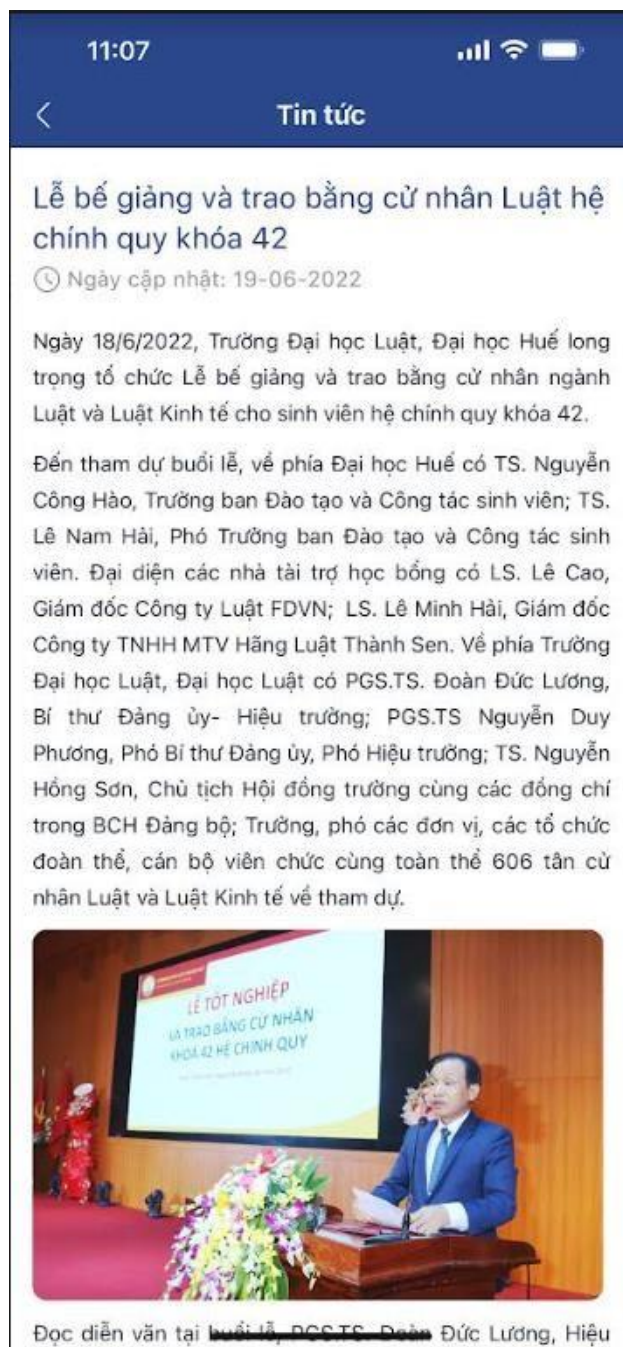 11:07
Tin tức
Lễ bế giảng và trao bằng cử nhân Luật hệ
chính quy khóa 42
Ngày cập nhật: 19-06-2022
Ngày 18/6/2022, Trường Đại học Luật, Đại học Huế long
trọng tổ chức Lễ bế giảng và trao bằng cử nhân ngành
Luật và Luật Kinh tế cho sinh viên hệ chính quy khóa 42.
Đến tham dự buổi lễ, về phía Đại học Huế có TS. Nguyễn
Công Hào, Trưởng ban Đào tạo và Công tác sinh viên; TS.
Lê Nam Hải, Phó Trưởng ban Đào tạo và Công tác sinh
viên. Đại diện các nhà tài trợ học bổng có LS. Lê Cao,
Giám đốc Công ty Luật FDVN; LS. Lê Minh Hải, Giám đốc
Công ty TNHH MTV Hãng Luật Thành Sen. Về phía Trường
Đại học Luật, Đại học Luật có PGS.TS. Đoàn Đức Lương,
Bí thư Đảng ủy- Hiệu trưởng; PGS.TS Nguyễn Duy
Phương, Phó Bí thư Đảng ủy, Phó Hiệu trưởng; TS. Nguyễn
Hồng Sơn, Chủ tịch Hội đồng trường cùng các đồng chí
trong BCH Đảng bộ; Trưởng, phó các đơn vị, các tổ chức
đoàn thể, cán bộ viên chức cùng toàn thể 606 tân cử
nhân Luật và Luật Kinh tế về tham dự.
LỄ TỐT NGHIỆP
TRAO BẰNG CỬ NHÂN
KHÓA 42 HỆ CHÍNH QUY
Đọc diễn văn tại buổi lễ, PGS.TS. Đoàn Đức Lương, Hiệu